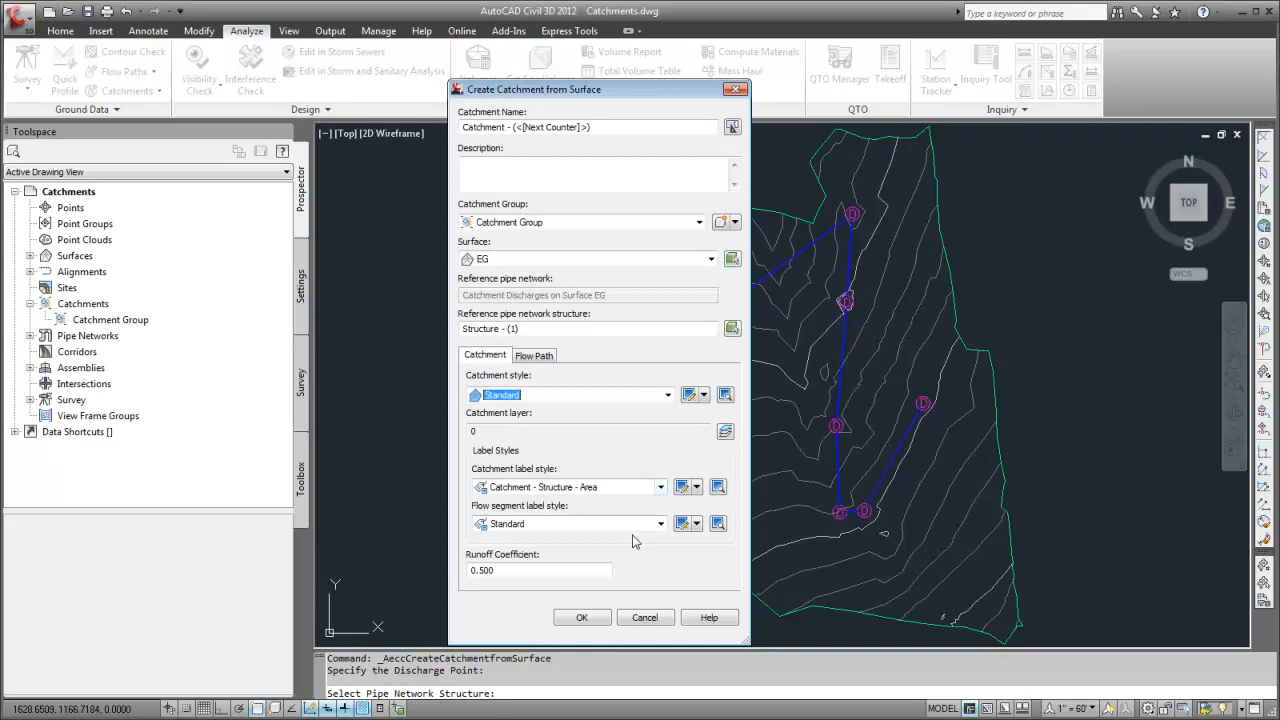 AutoCAD Civil 3D 2012 Catchments.dwg
Type a keyword or phrase
3D
Home Insert Annotate Modify Analyze View Output Manage Help Online Add-Ins Express Tools
Survey
Quick Profile
Contour Check
Flow Paths
Catchments
Ground Data
Visibility Check
Interference Check
Edit in Storm Sewers
Edit in Storm and Sanitary Analysis
Design
Volume Report
Total Volume Table
Compute Materials
Mass Haul
QTO Manager
Takeoff
QTO
Station Tracker
Inquiry Tool
Inquiry
Toolspace
Active Drawing View
Catchments
Points
Point Groups
Point Clouds
Surfaces
Alignments
Sites
Catchments
Catchment Group
Pipe Networks
Corridors
Assemblies
Intersections
Survey
View Frame Groups
Data Shortcuts []
Prospector
Settings
Survey
Toolbox
[−] [Top] [2D Wireframe]
Create Catchment from Surface
Catchment Name:
Catchment - (<[Next Counter]>)
Description:
Catchment Group:
Catchment Group
Surface:
EG
Reference pipe network:
Catchment Discharges on Surface EG
Reference pipe network structure:
Structure - (1)
Catchment Flow Path
Catchment style:
Standard
Catchment layer:
0
Label Styles
Catchment label style:
Catchment - Structure - Area
Flow segment label style:
Standard
Runoff Coefficient:
0.500
OK Cancel Help
D
D
D
D
D
D
N
W TOP E
S
WCS
Y
X
Command: _AeccCreateCatchmentfromSurface
Specify the Discharge Point:
Select Pipe Network Structure:
1628.6509, 1166.7184, 0.0000
MODEL
1" = 60'